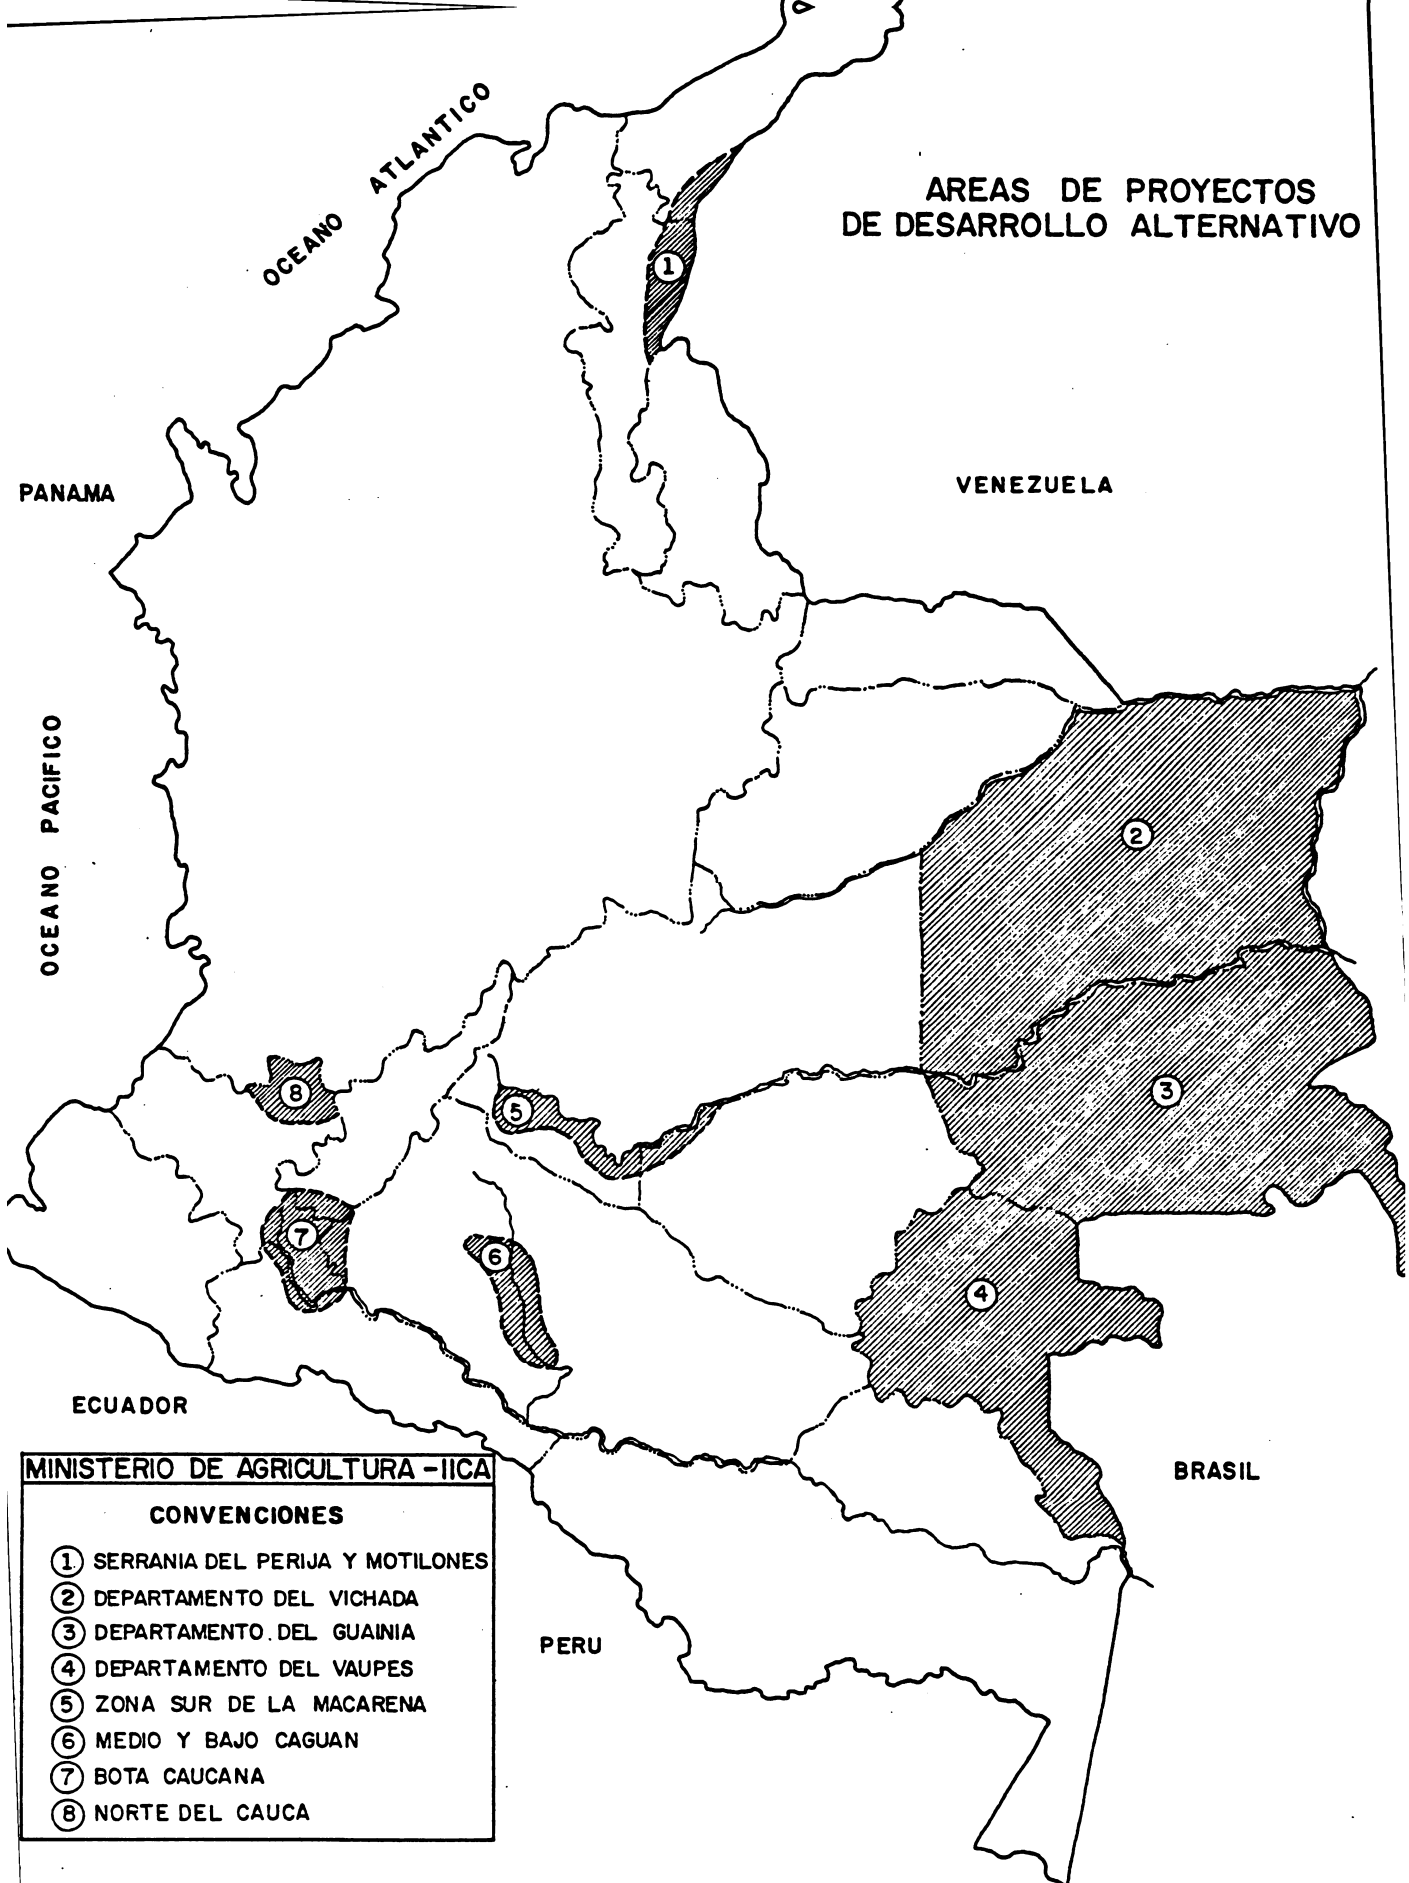 AREAS DE PROYECTOS
DE DESARROLLO ALTERNATIVO
OCEANO ATLANTICO
PANAMA
VENEZUELA
OCEANO PACIFICO
ECUADOR
BRASIL
PERU
1
2
3
4
5
6
7
8
MINISTERIO DE AGRICULTURA - IICA
CONVENCIONES
1 SERRANIA DEL PERIJA Y MOTILONES
2 DEPARTAMENTO DEL VICHADA
3 DEPARTAMENTO. DEL GUAINIA
4 DEPARTAMENTO DEL VAUPES
5 ZONA SUR DE LA MACARENA
6 MEDIO Y BAJO CAGUAN
7 BOTA CAUCANA
8 NORTE DEL CAUCA